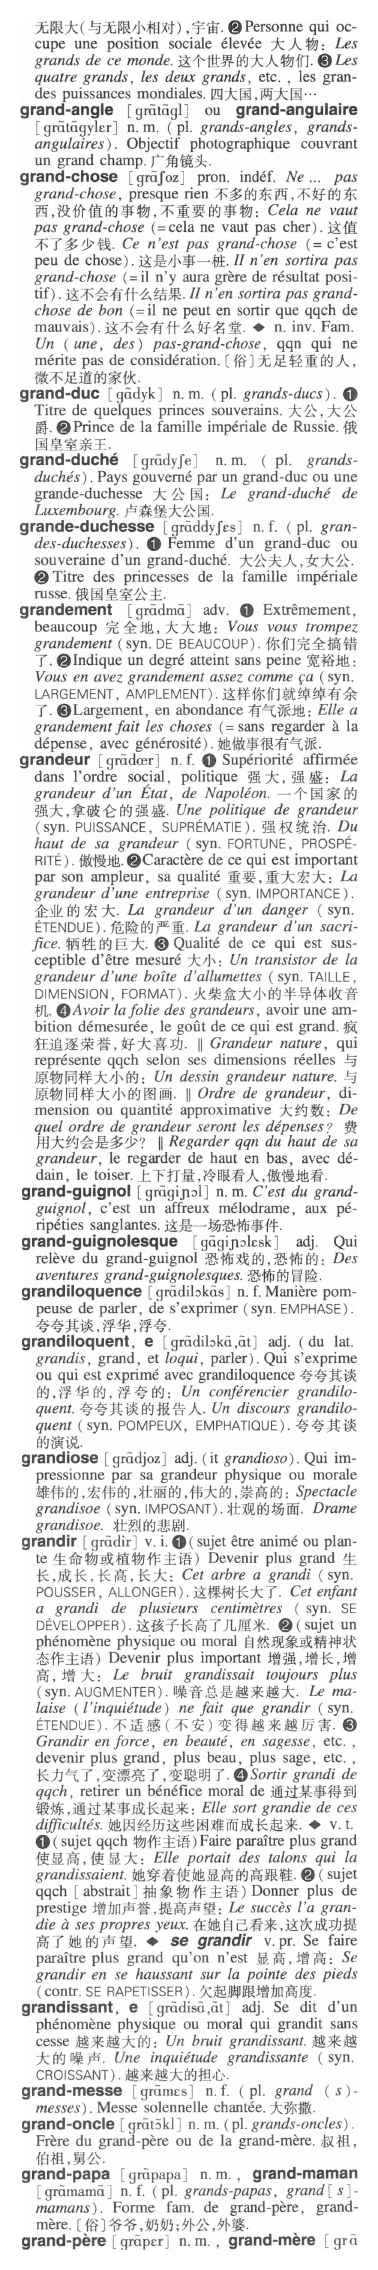 无限大(与无限小相对),宇宙. ❷Personne qui oc-
cupe une position sociale élevée 大人物: Les
grands de ce monde. 这个世界的大人物们. ❸Les
quatre grands, les deux grands, etc., les gran-
des puissances mondiales. 四大国,两大国…
grand-angle [grɑ̃tɑ̃gl] ou grand-angulaire
[grɑ̃tɑ̃gylɛr] n. m. ( pl. grands-angles, grands-
angulaires). Objectif photographique couvrant
un grand champ. 广角镜头.
grand-chose [grɑ̃ʃoz] pron. indéf. Ne ... pas
grand-chose, presque rien 不多的东西,不好的东
西,没价值的事物,不重要的事物: Cela ne vaut
pas grand-chose (=cela ne vaut pas cher). 这值
不了多少钱. Ce n'est pas grand-chose (= c'est
peu de chose). 这是小事一桩. Il n'en sortira pas
grand-chose (=il n'y aura grère de résultat posi-
tif). 这不会有什么结果. Il n'en sortira pas grand-
chose de bon (=il ne peut en sortir que qqch de
mauvais). 这不会有什么好名堂. ◆ n. inv. Fam.
Un (une, des) pas-grand-chose, qqn qui ne
mérite pas de considération. [俗]无足轻重的人,
微不足道的家伙.
grand-duc [grɑ̃dyk] n. m. ( pl. grands-ducs). ❶
Titre de quelques princes souverains. 大公,大公
爵. ❷Prince de la famille impériale de Russie. 俄
国皇室亲王.
grand-duché [grɑ̃dyʃe] n. m. ( pl. grands-
duchés). Pays gouverné par un grand-duc ou une
grande-duchesse 大公国: Le grand-duché de
Luxembourg. 卢森堡大公国.
grande-duchesse [grɑ̃ddyʃɛs] n. f. ( pl. gran-
des-duchesses). ❶ Femme d'un grand-duc ou
souveraine d'un grand-duché. 大公夫人,女大公.
❷Titre des princesses de la famille impériale
russe. 俄国皇室公主.
grandement [grɑ̃dmɑ̃] adv. ❶ Extrêmement,
beaucoup 完全地,大大地: Vous vous trompez
grandement (syn. DE BEAUCOUP). 你们完全搞错
了. ❷Indique un degré atteint sans peine 宽裕地:
Vous en avez grandement assez comme ça (syn.
LARGEMENT, AMPLEMENT). 这样你们就绰绰有余
了. ❸Largement, en abondance 有气派地: Elle a
grandement fait les choses (=sans regarder à la
dépense, avec générosité). 她做事很有气派.
grandeur [grɑ̃dœr] n. f. ❶ Supériorité affirmée
dans l'ordre social, politique 强大,强盛: La
grandeur d'un État, de Napoléon. 一个国家的
强大,拿破仑的强盛. Une politique de grandeur
(syn. PUISSANCE, SUPRÉMATIE). 强权统治. Du
haut de sa grandeur (syn. FORTUNE, PROSPÉ-
RITÉ). 傲慢地. ❷Caractère de ce qui est important
par son ampleur, sa qualité 重要,重大宏大: La
grandeur d'une entreprise (syn. IMPORTANCE).
企业的宏大. La grandeur d'un danger (syn.
ÉTENDUE). 危险的严重. La grandeur d'un sacri-
fice. 牺牲的巨大. ❸ Qualité de ce qui est sus-
ceptible d'être mesuré 大小: Un transistor de la
grandeur d'une boîte d'allumettes (syn. TAILLE,
DIMENSION, FORMAT). 火柴盒大小的半导体收音
机. ❹Avoir la folie des grandeurs, avoir une am-
bition démesurée, le goût de ce qui est grand. 疯
狂追逐荣誉,好大喜功. ‖ Grandeur nature, qui
représente qqch selon ses dimensions réelles 与
原物同样大小的: Un dessin grandeur nature. 与
原物同样大小的图画. ‖ Ordre de grandeur, di-
mension ou quantité approximative 大约数: De
quel ordre de grandeur seront les dépenses? 费
用大约会是多少? ‖ Regarder qqn du haut de sa
grandeur, le regarder de haut en bas, avec dé-
dain, le toiser. 上下打量,冷眼看人,傲慢地看.
grand-guignol [grɑ̃giɲɔl] n. m. C'est du grand-
guignol, c'est un affreux mélodrame, aux pé-
ripéties sanglantes. 这是一场恐怖事件.
grand-guignolesque [gɑ̃giɲɔlɛsk] adj. Qui
relève du grand-guignol 恐怖戏的,恐怖的: Des
aventures grand-guignolesques. 恐怖的冒险.
grandiloquence [grɑ̃dilɔkɑ̃s] n. f. Manière pom-
peuse de parler, de s'exprimer (syn. EMPHASE).
夸夸其谈,浮华,浮夸.
grandiloquent, e [grɑ̃dilɔkɑ̃,ɑ̃t] adj. (du lat.
grandis, grand, et loqui, parler). Qui s'exprime
ou qui est exprimé avec grandiloquence 夸夸其谈
的,浮华的,浮夸的: Un conférencier grandilo-
quent. 夸夸其谈的报告人. Un discours grandilo-
quent (syn. POMPEUX, EMPHATIQUE). 夸夸其谈
的演说.
grandiose [grɑ̃djoz] adj. (it grandioso). Qui im-
pressionne par sa grandeur physique ou morale
雄伟的,宏伟的,壮丽的,伟大的,崇高的: Spectacle
grandisoe (syn. IMPOSANT). 壮观的场面. Drame
grandisoe. 壮烈的悲剧.
grandir [grɑ̃dir] v. i. ❶(sujet être animé ou plan-
te 生命物或植物作主语) Devenir plus grand 生
长,成长,长高,长大: Cet arbre a grandi (syn.
POUSSER, ALLONGER). 这棵树长大了. Cet enfant
a grandi de plusieurs centimètres (syn. SE
DÉVELOPPER). 这孩子长高了几厘米. ❷(sujet un
phénomène physique ou moral 自然现象或精神状
态作主语) Devenir plus important 增强,增长,增
高,增大: Le bruit grandissait toujours plus
(syn. AUGMENTER). 噪音总是越来越大. Le ma-
laise (l'inquiétude) ne fait que grandir (syn.
ÉTENDUE). 不适感(不安)变得越来越厉害. ❸
Grandir en force, en beauté, en sagesse, etc.,
devenir plus grand, plus beau, plus sage, etc.,
长力气了,变漂亮了,变聪明了. ❹Sortir grandi de
qqch, retirer un bénéfice moral de 通过某事得到
锻炼,通过某事成长起来: Elle sort grandie de ces
difficultés. 她因经历这些困难而成长起来. ◆ v. t.
❶(sujet qqch 物作主语)Faire paraître plus grand
使显高,使显大: Elle portait des talons qui la
grandissaient. 她穿着使她显高的高跟鞋. ❷(sujet
qqch [abstrait] 抽象物作主语) Donner plus de
prestige 增加声誉,提高声望: Le succès l'a gran-
die à ses propres yeux. 在她自己看来,这次成功提
高了她的声望. ◆ se grandir v. pr. Se faire
paraître plus grand qu'on n'est 显高,增高: Se
grandir en se haussant sur la pointe des pieds
(contr. SE RAPETISSER). 欠起脚跟增加高度.
grandissant, e [grɑ̃disɑ̃,ɑ̃t] adj. Se dit d'un
phénomène physique ou moral qui grandit sans
cesse 越来越大的: Un bruit grandissant. 越来越
大的噪声. Une inquiétude grandissante (syn.
CROISSANT). 越来越大的担心.
grand-messe [grɑ̃mɛs] n. f. ( pl. grand (s)-
messes). Messe solennelle chantée. 大弥撒.
grand-oncle [grɑ̃tɔ̃kl] n. m. (pl. grands-oncles).
Frère du grand-père ou de la grand-mère. 叔祖,
伯祖,舅公.
grand-papa [grɑ̃papa] n. m., grand-maman
[grɑ̃mamɑ̃] n. f. ( pl. grands-papas, grand[s]-
mamans). Forme fam. de grand-père, grand-
mère. [俗]爷爷,奶奶;外公,外婆.
grand-père [grɑ̃pɛr] n. m., grand-mère [grɑ̃